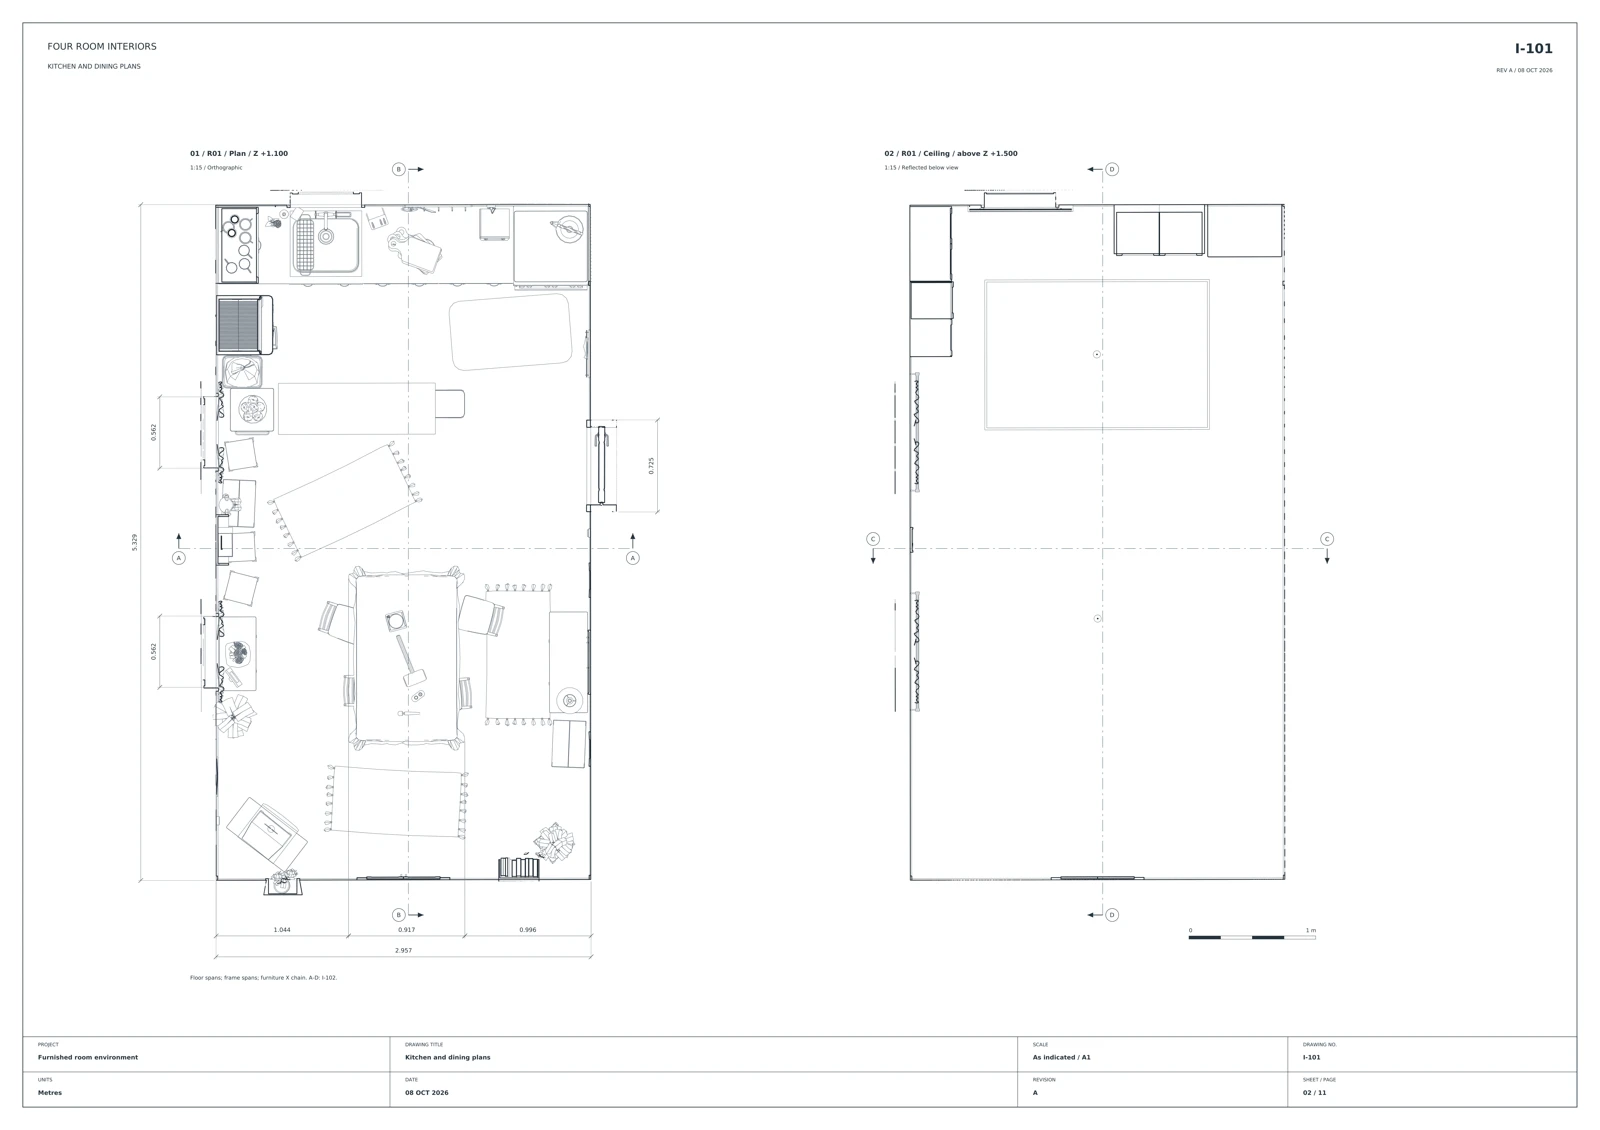 FOUR ROOM INTERIORS
KITCHEN AND DINING PLANS
I-101
REV A / 08 OCT 2026
01 / R01 / Plan / Z +1.100
1:15 / Orthographic
B
02 / R01 / Ceiling / above Z +1.500
1:15 / Reflected below view
D
0.562
0.725
5.329
A
A
C
C
0.562
B
D
1.044
0.917
0.996
2.957
0
1 m
Floor spans; frame spans; furniture X chain. A-D: I-102.
PROJECT
Furnished room environment
DRAWING TITLE
Kitchen and dining plans
SCALE
As indicated / A1
DRAWING NO.
I-101
UNITS
Metres
DATE
08 OCT 2026
REVISION
A
SHEET / PAGE
02 / 11